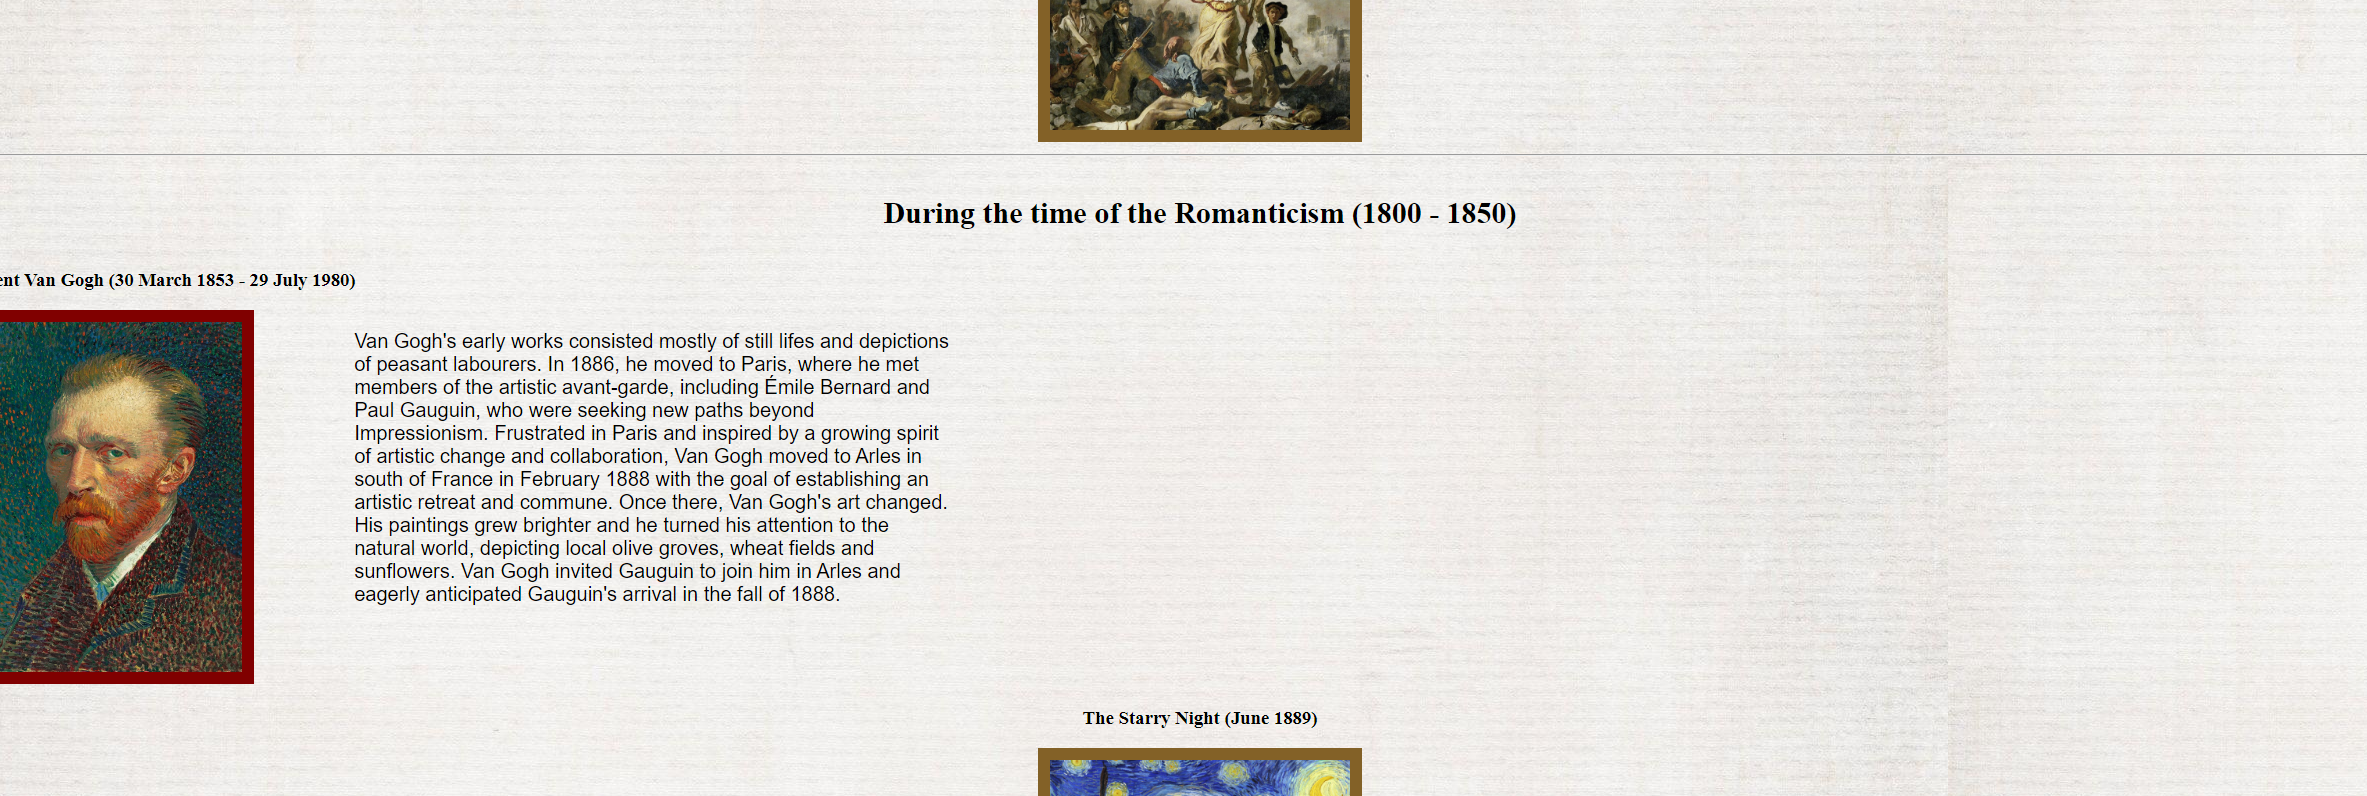 During the time of the Romanticism (1800 - 1850)
ent Van Gogh (30 March 1853 - 29 July 1980)
Van Gogh's early works consisted mostly of still lifes and depictions
of peasant labourers. In 1886, he moved to Paris, where he met
members of the artistic avant-garde, including Émile Bernard and
Paul Gauguin, who were seeking new paths beyond
Impressionism. Frustrated in Paris and inspired by a growing spirit
of artistic change and collaboration, Van Gogh moved to Arles in
south of France in February 1888 with the goal of establishing an
artistic retreat and commune. Once there, Van Gogh's art changed.
His paintings grew brighter and he turned his attention to the
natural world, depicting local olive groves, wheat fields and
sunflowers. Van Gogh invited Gauguin to join him in Arles and
eagerly anticipated Gauguin's arrival in the fall of 1888.
The Starry Night (June 1889)